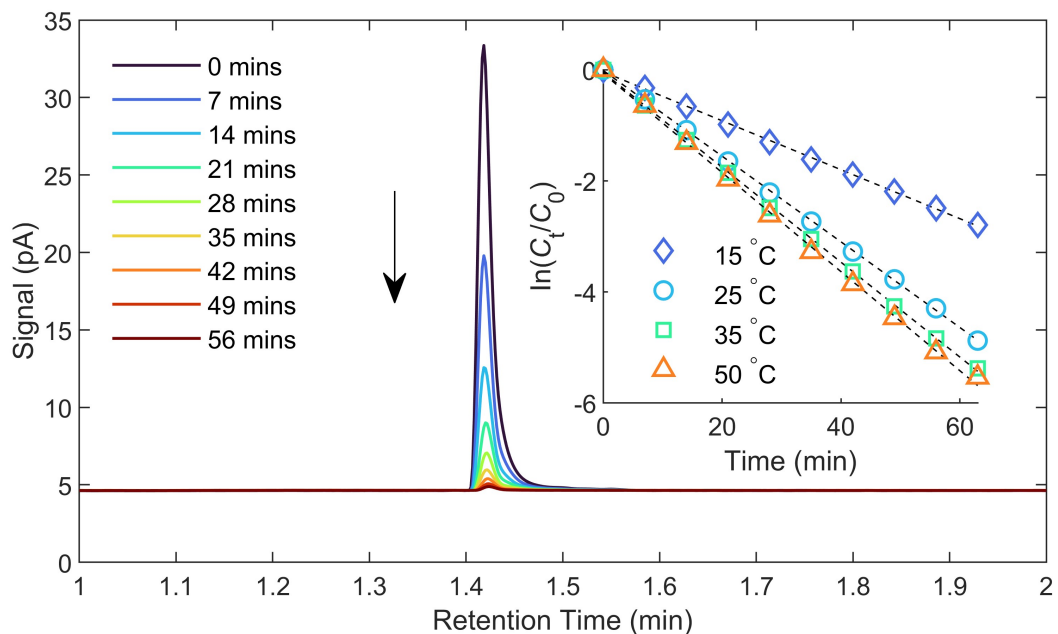 35
30
25
20
15
10
5
0
Signal (pA)
0 mins
7 mins
14 mins
21 mins
28 mins
35 mins
42 mins
49 mins
56 mins
1
1.1
1.2
1.3
1.4
1.5
1.6
1.7
1.8
1.9
2
Retention Time (min)
0
-2
-4
-6
ln(Ct/C0)
15 °C
25 °C
35 °C
50 °C
0
20
40
60
Time (min)